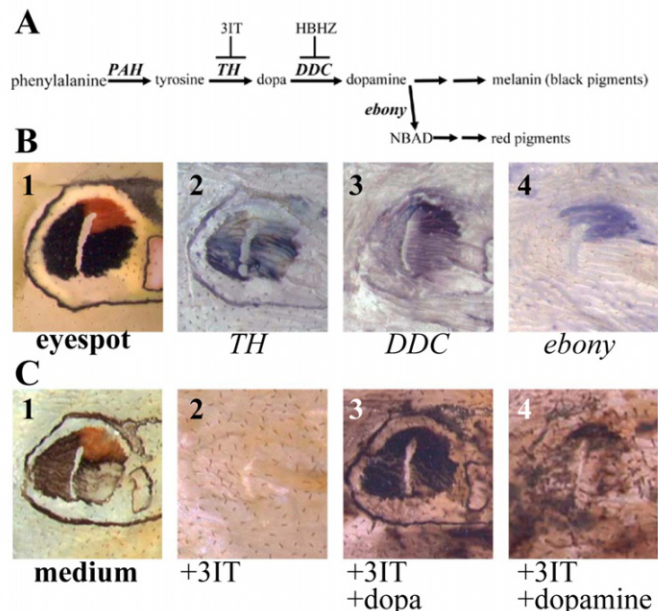 A
3IT HBHZ
phenylalanine PAH tyrosine TH dopa DDC dopamine melanin (black pigments)
ebony
NBAD red pigments
B
1 2 3 4
eyespot TH DDC ebony
C
1 2 3 4
medium +3IT +3IT +3IT
+dopa +dopamine